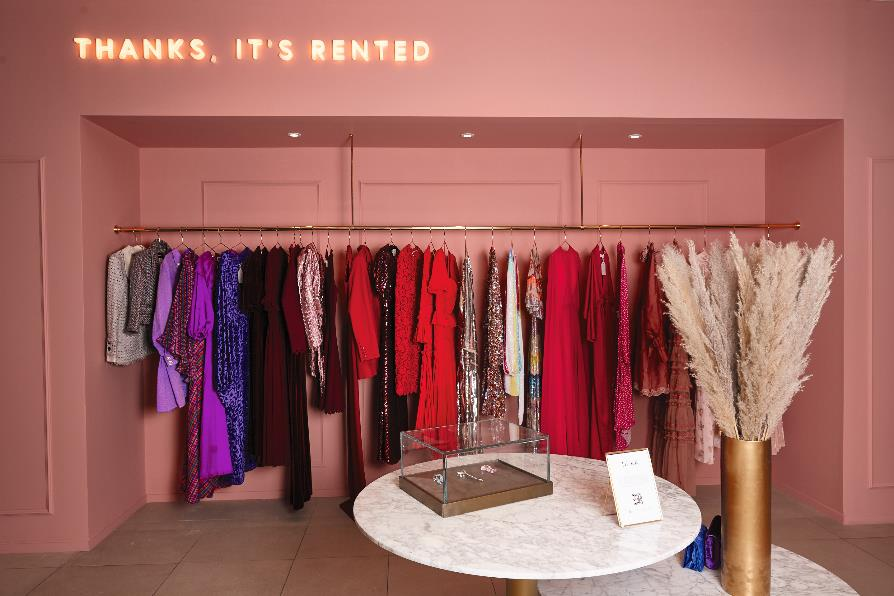 THANKS, IT'S RENTED